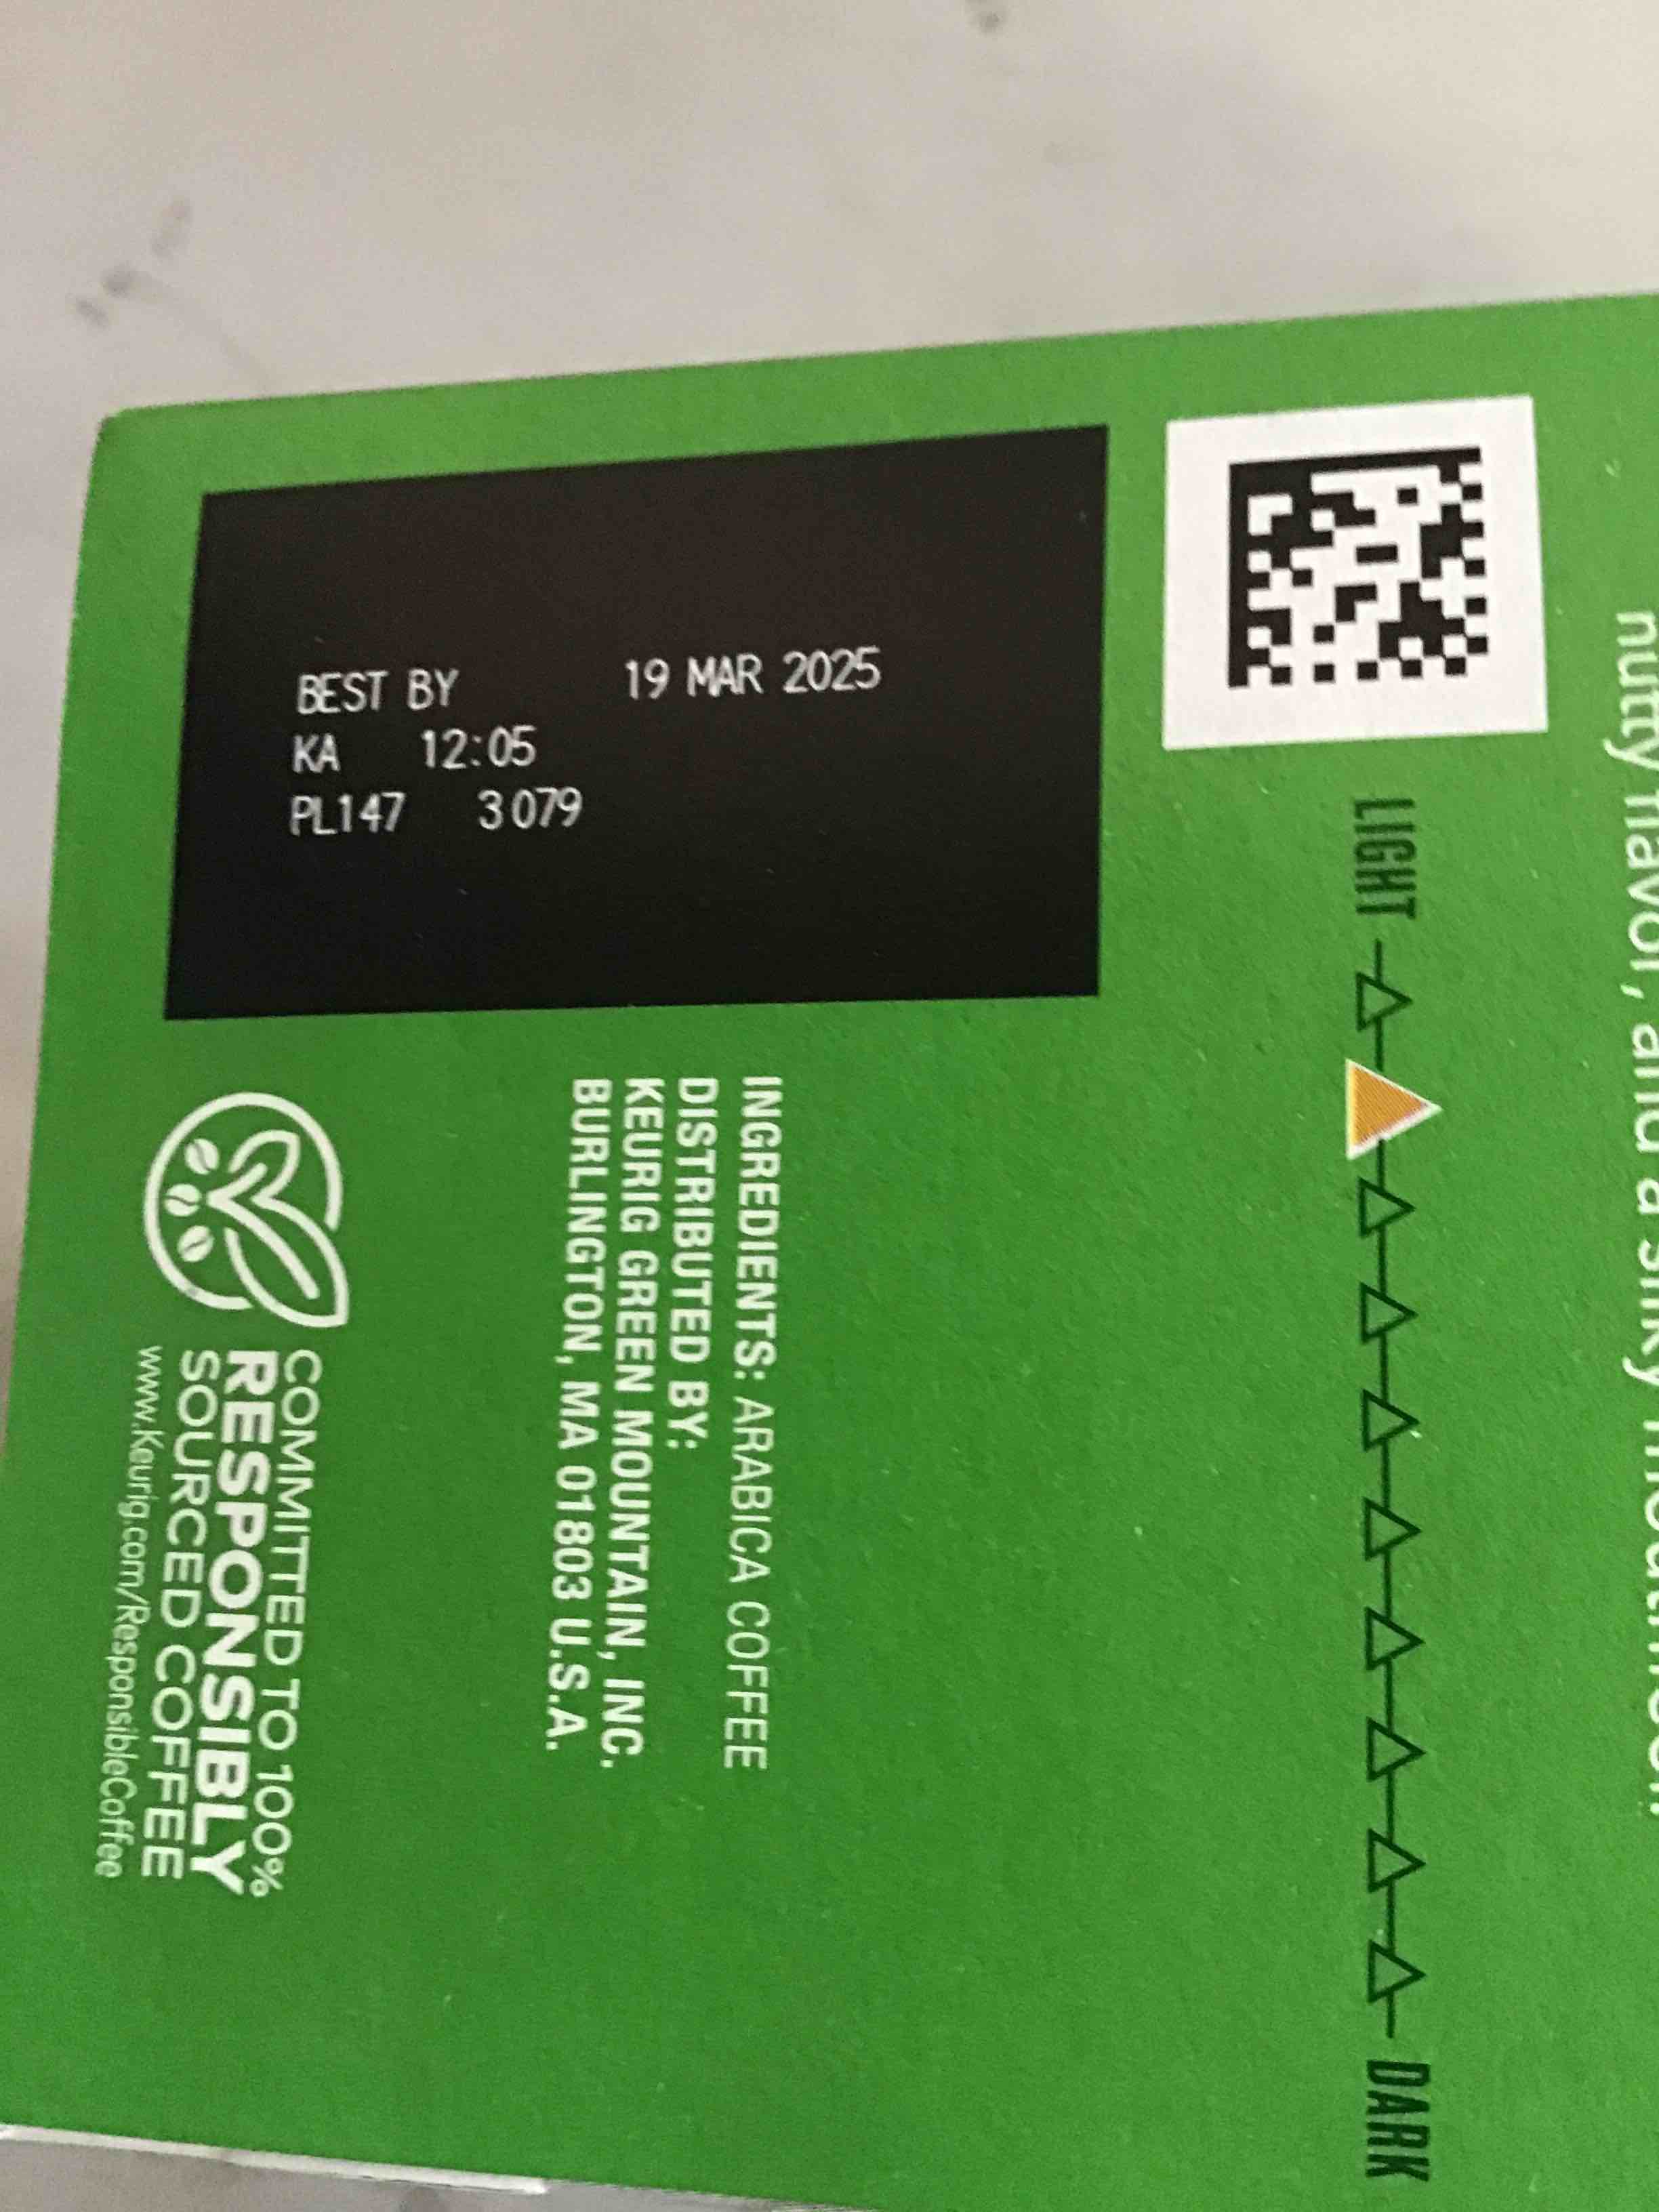 BEST BY 19 MAR 2025
KA 12:05
PL147 3079
LIGHT
DARK
INGREDIENTS: ARABICA COFFEE
DISTRIBUTED BY:
KEURIG GREEN MOUNTAIN, INC.
BURLINGTON, MA 01803 U.S.A.
COMMITTED TO 100%
RESPONSIBLY
SOURCED COFFEE
www.Keurig.com/ResponsibleCoffee
nutty flavor, and a silky